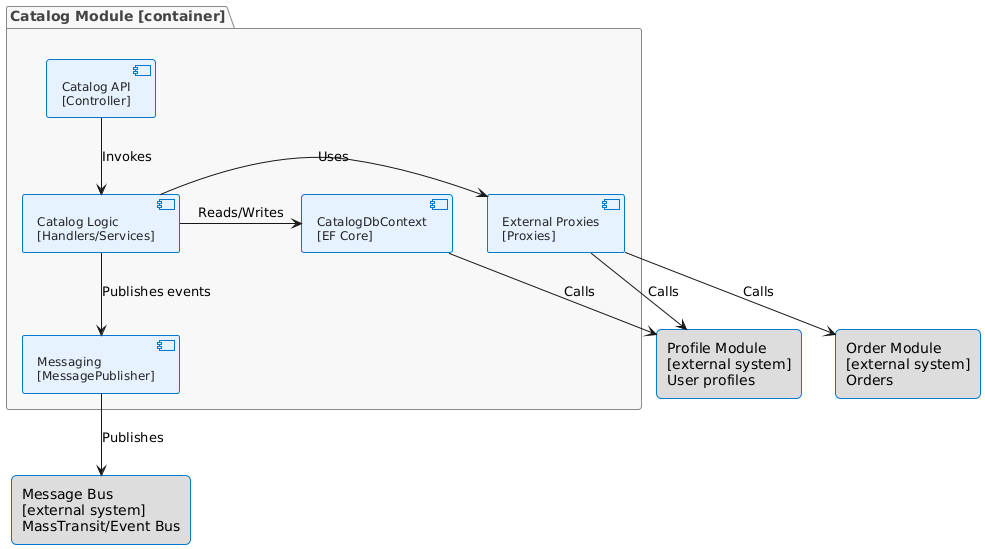 Catalog Module [container]
Catalog API
[Controller]
Invokes
Uses
Catalog Logic
[Handlers/Services]
Reads/Writes
CatalogDbContext
[EF Core]
External Proxies
[Proxies]
Publishes events
Calls
Calls
Calls
Messaging
[MessagePublisher]
Profile Module
[external system]
User profiles
Order Module
[external system]
Orders
Publishes
Message Bus
[external system]
MassTransit/Event Bus